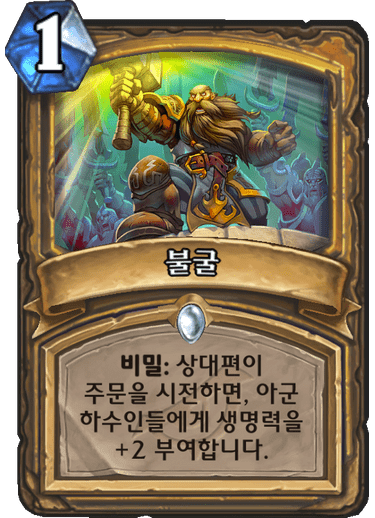 1
불굴
비밀: 상대편이
주문을 시전하면, 아군
하수인들에게 생명력을
+2 부여합니다.